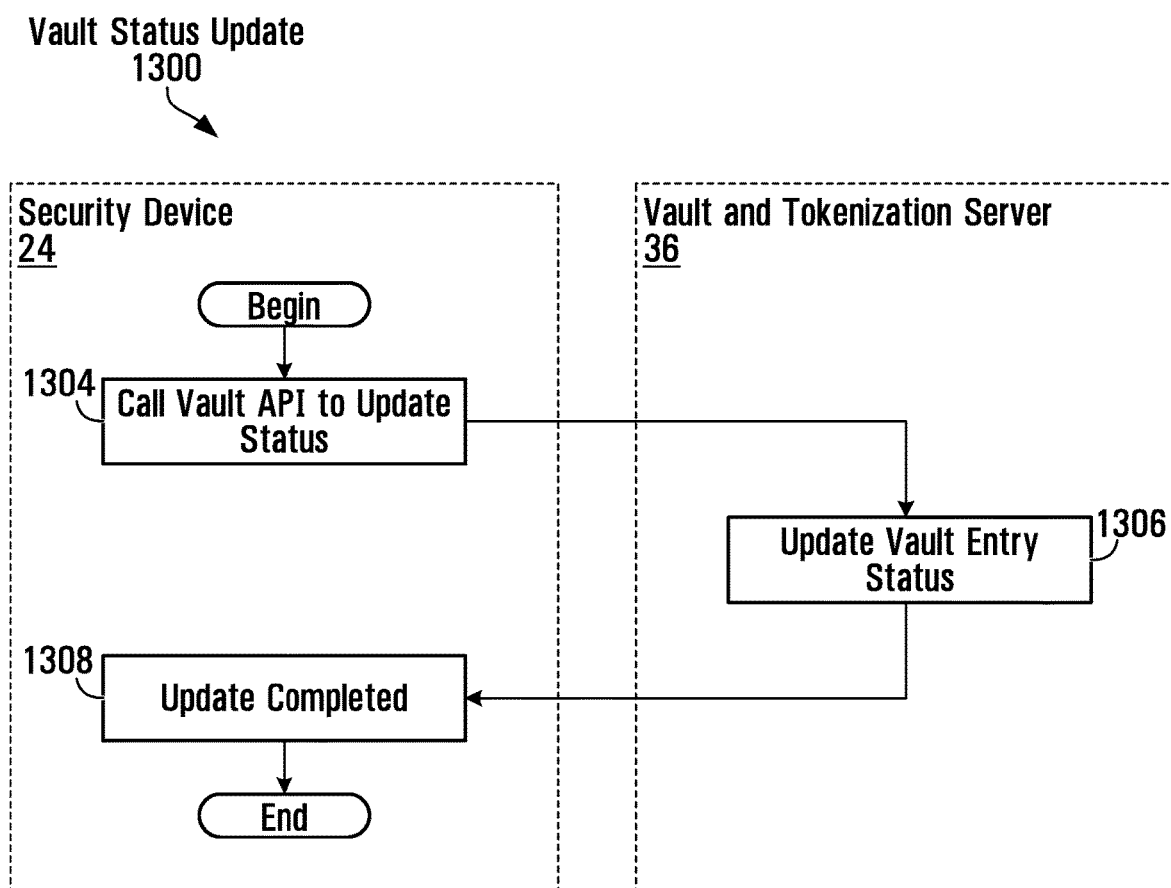 Vault Status Update
1300
Security Device
24
Vault and Tokenization Server
36
Begin
1304
Call Vault API to Update
Status
1306
Update Vault Entry
Status
1308
Update Completed
End